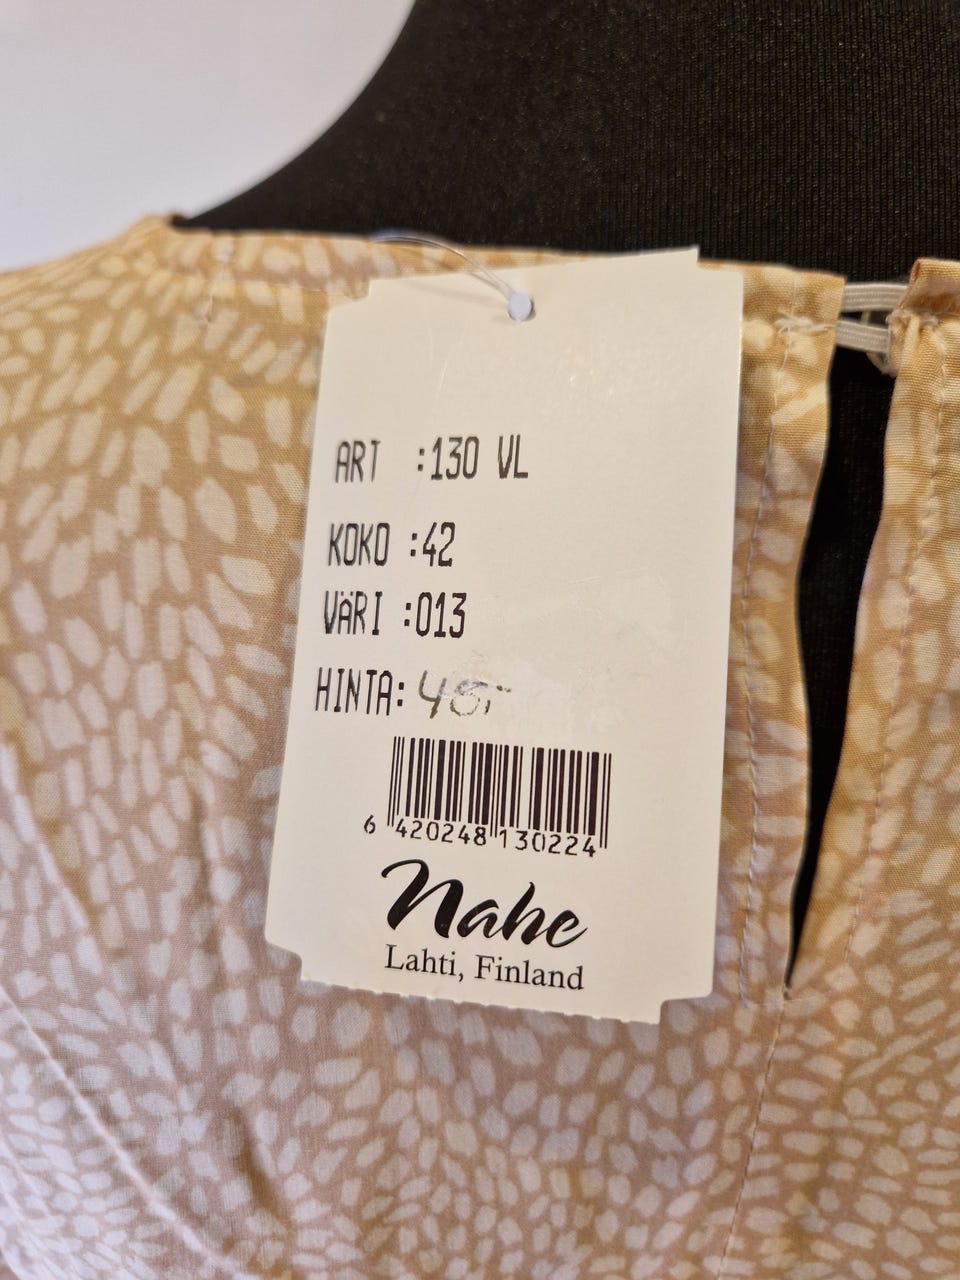 ART :130 VL
KOKO :42
VÄRI :013
HINTA:
6 420248 130224
Nahe
Lahti, Finland